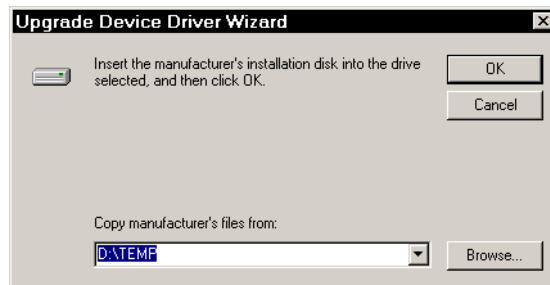 Upgrade Device Driver Wizard
Insert the manufacturer's installation disk into the drive
selected, and then click OK.
OK
Cancel
Copy manufacturer's files from:
D:\TEMP
Browse...